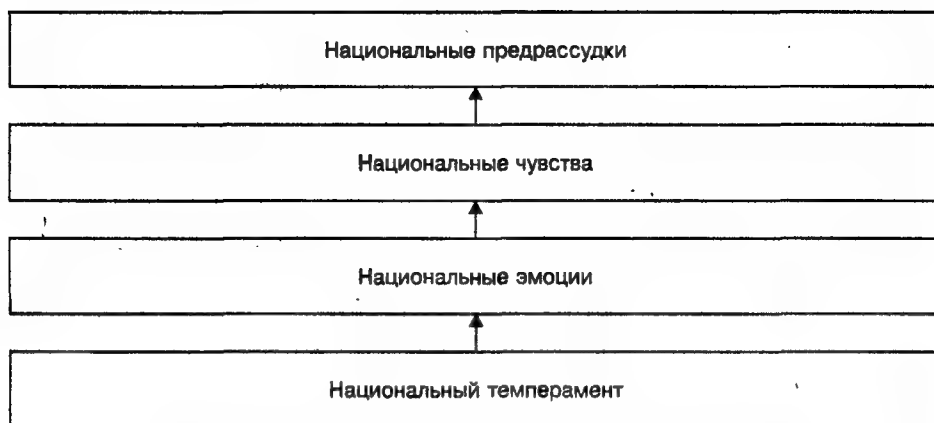 Национальные предрассудки
Национальные чувства
Национальные эмоции
Национальный темперамент